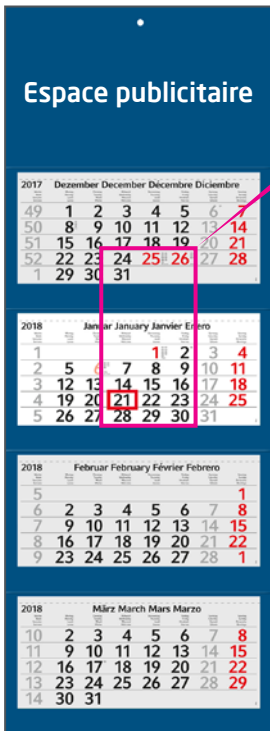 Espace publicitaire
2017 Dezember December Décembre Diciembre
49 1 2 3 4 5 6 7
50 8 9 10 11 12 13 14
51 15 16 17 18 19 20 21
52 22 23 24 25 26 27 28
1 29 30 31
2018 Januar January Janvier Enero
1 1 2 3 4
2 5 6 7 8 9 10 11
3 12 13 14 15 16 17 18
4 19 20 21 22 23 24 25
5 26 27 28 29 30 31
2018 Februar February Février Febrero
5 1
6 2 3 4 5 6 7 8
7 9 10 11 12 13 14 15
8 16 17 18 19 20 21 22
9 23 24 25 26 27 28 1
2018 März March Mars Marzo
10 2 3 4 5 6 7 8
11 9 10 11 12 13 14 15
12 16 17 18 19 20 21 22
13 23 24 25 26 27 28 29
14 30 31